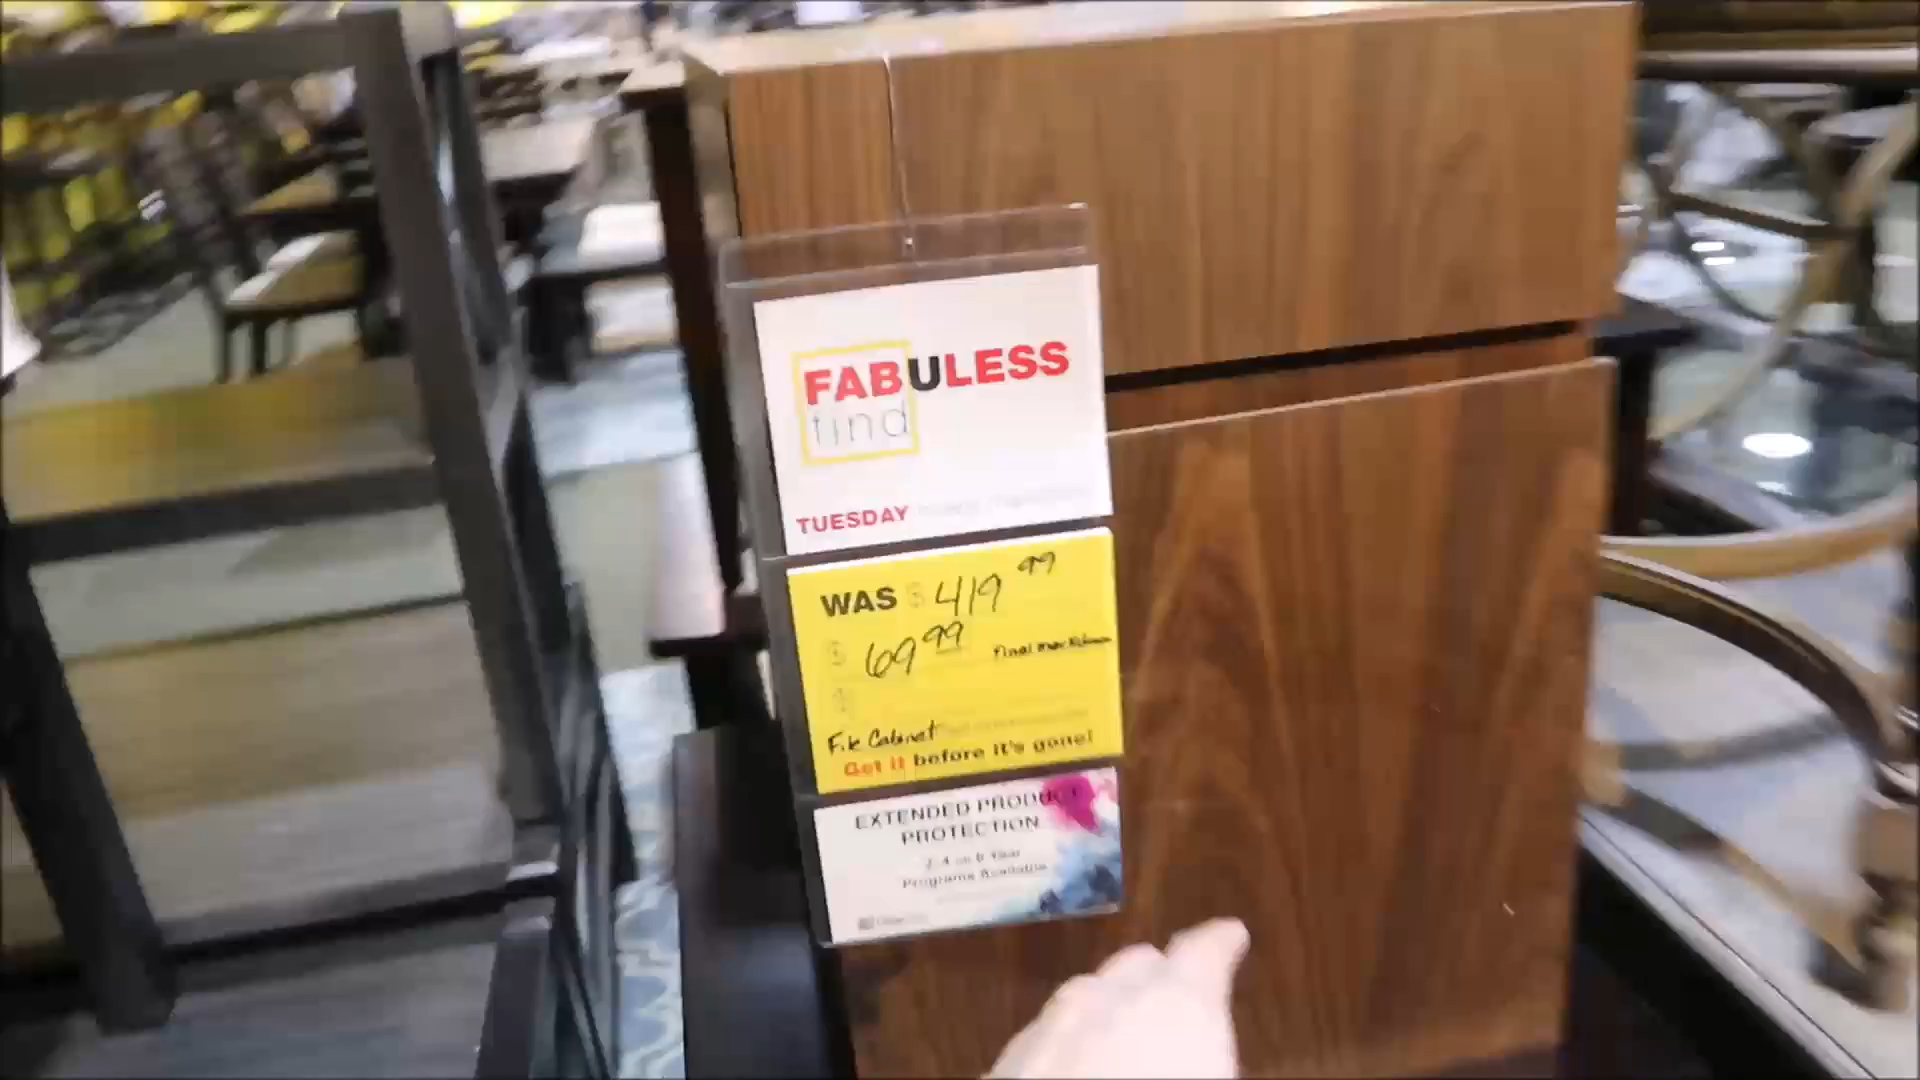 FABULESS
find
TUESDAY
WAS $ 419 99
$ 69 99 Final markdown
$
File Cabinet
Get it before it's gone!
EXTENDED PRODUCT
PROTECTION
2, 4 or 6 Year
Programs Available